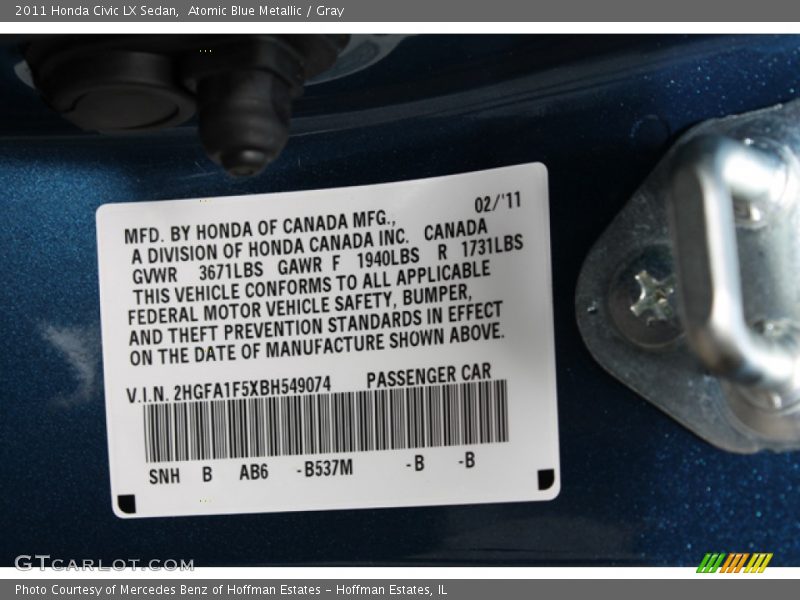 2011 Honda Civic LX Sedan,  Atomic Blue Metallic / Gray
02/'11
MFD. BY HONDA OF CANADA MFG.,
A DIVISION OF HONDA CANADA INC. CANADA
GVWR 3671LBS GAWR F 1940LBS R 1731LBS
THIS VEHICLE CONFORMS TO ALL APPLICABLE
FEDERAL MOTOR VEHICLE SAFETY, BUMPER,
AND THEFT PREVENTION STANDARDS IN EFFECT
ON THE DATE OF MANUFACTURE SHOWN ABOVE.
V.I.N. 2HGFA1F5XBH549074 PASSENGER CAR
SNH B AB6 -B537M -B -B
GTCARLOT.COM
Photo Courtesy of Mercedes Benz of Hoffman Estates - Hoffman Estates, IL